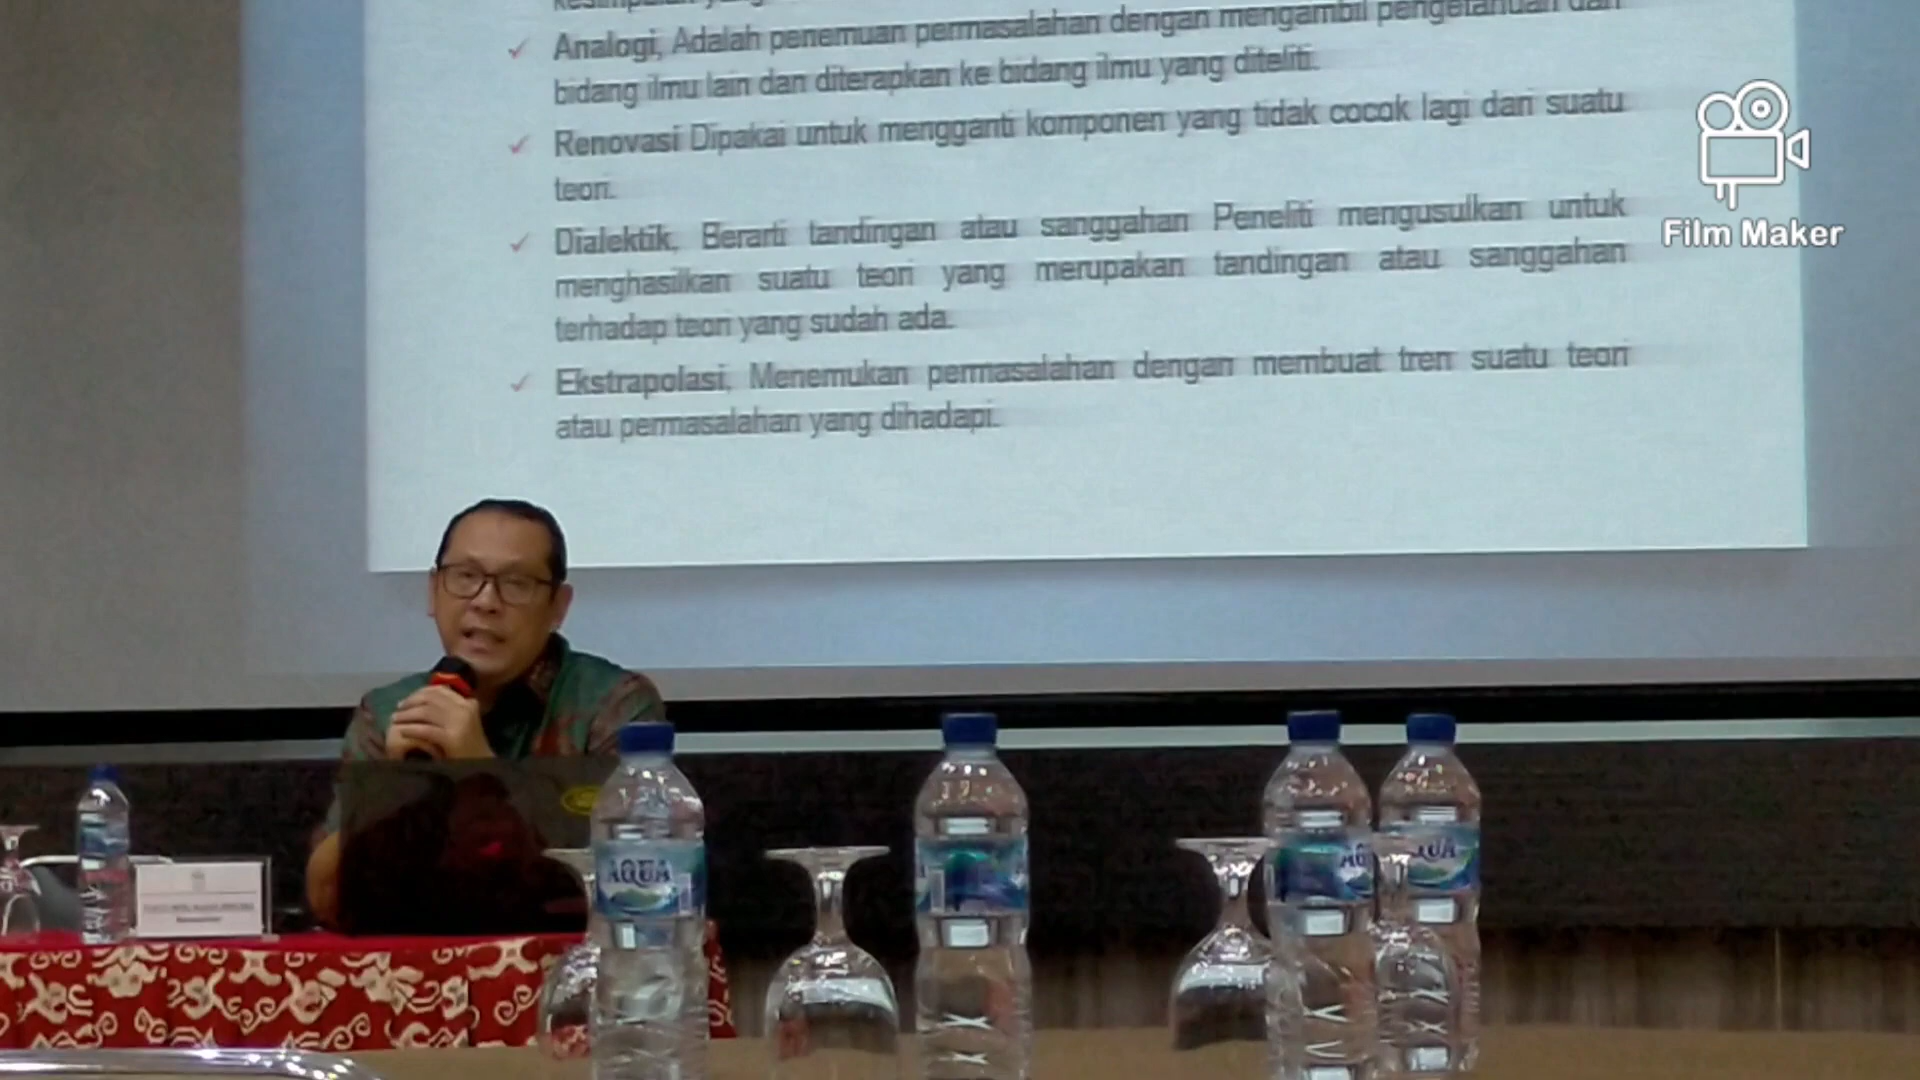 kesimpulan yang
✓ Analogi, Adalah penemuan permasalahan dengan mengambil pengetahuan dari
bidang ilmu lain dan diterapkan ke bidang ilmu yang diteliti.
✓ Renovasi Dipakai untuk mengganti komponen yang tidak cocok lagi dari suatu
teori.
✓ Dialektik, Berarti tandingan atau sanggahan Peneliti mengusulkan untuk
menghasilkan suatu teori yang merupakan tandingan atau sanggahan
terhadap teori yang sudah ada.
✓ Ekstrapolasi, Menemukan permasalahan dengan membuat tren suatu teori
atau permasalahan yang dihadapi.
Film Maker
AQUA
AQUA